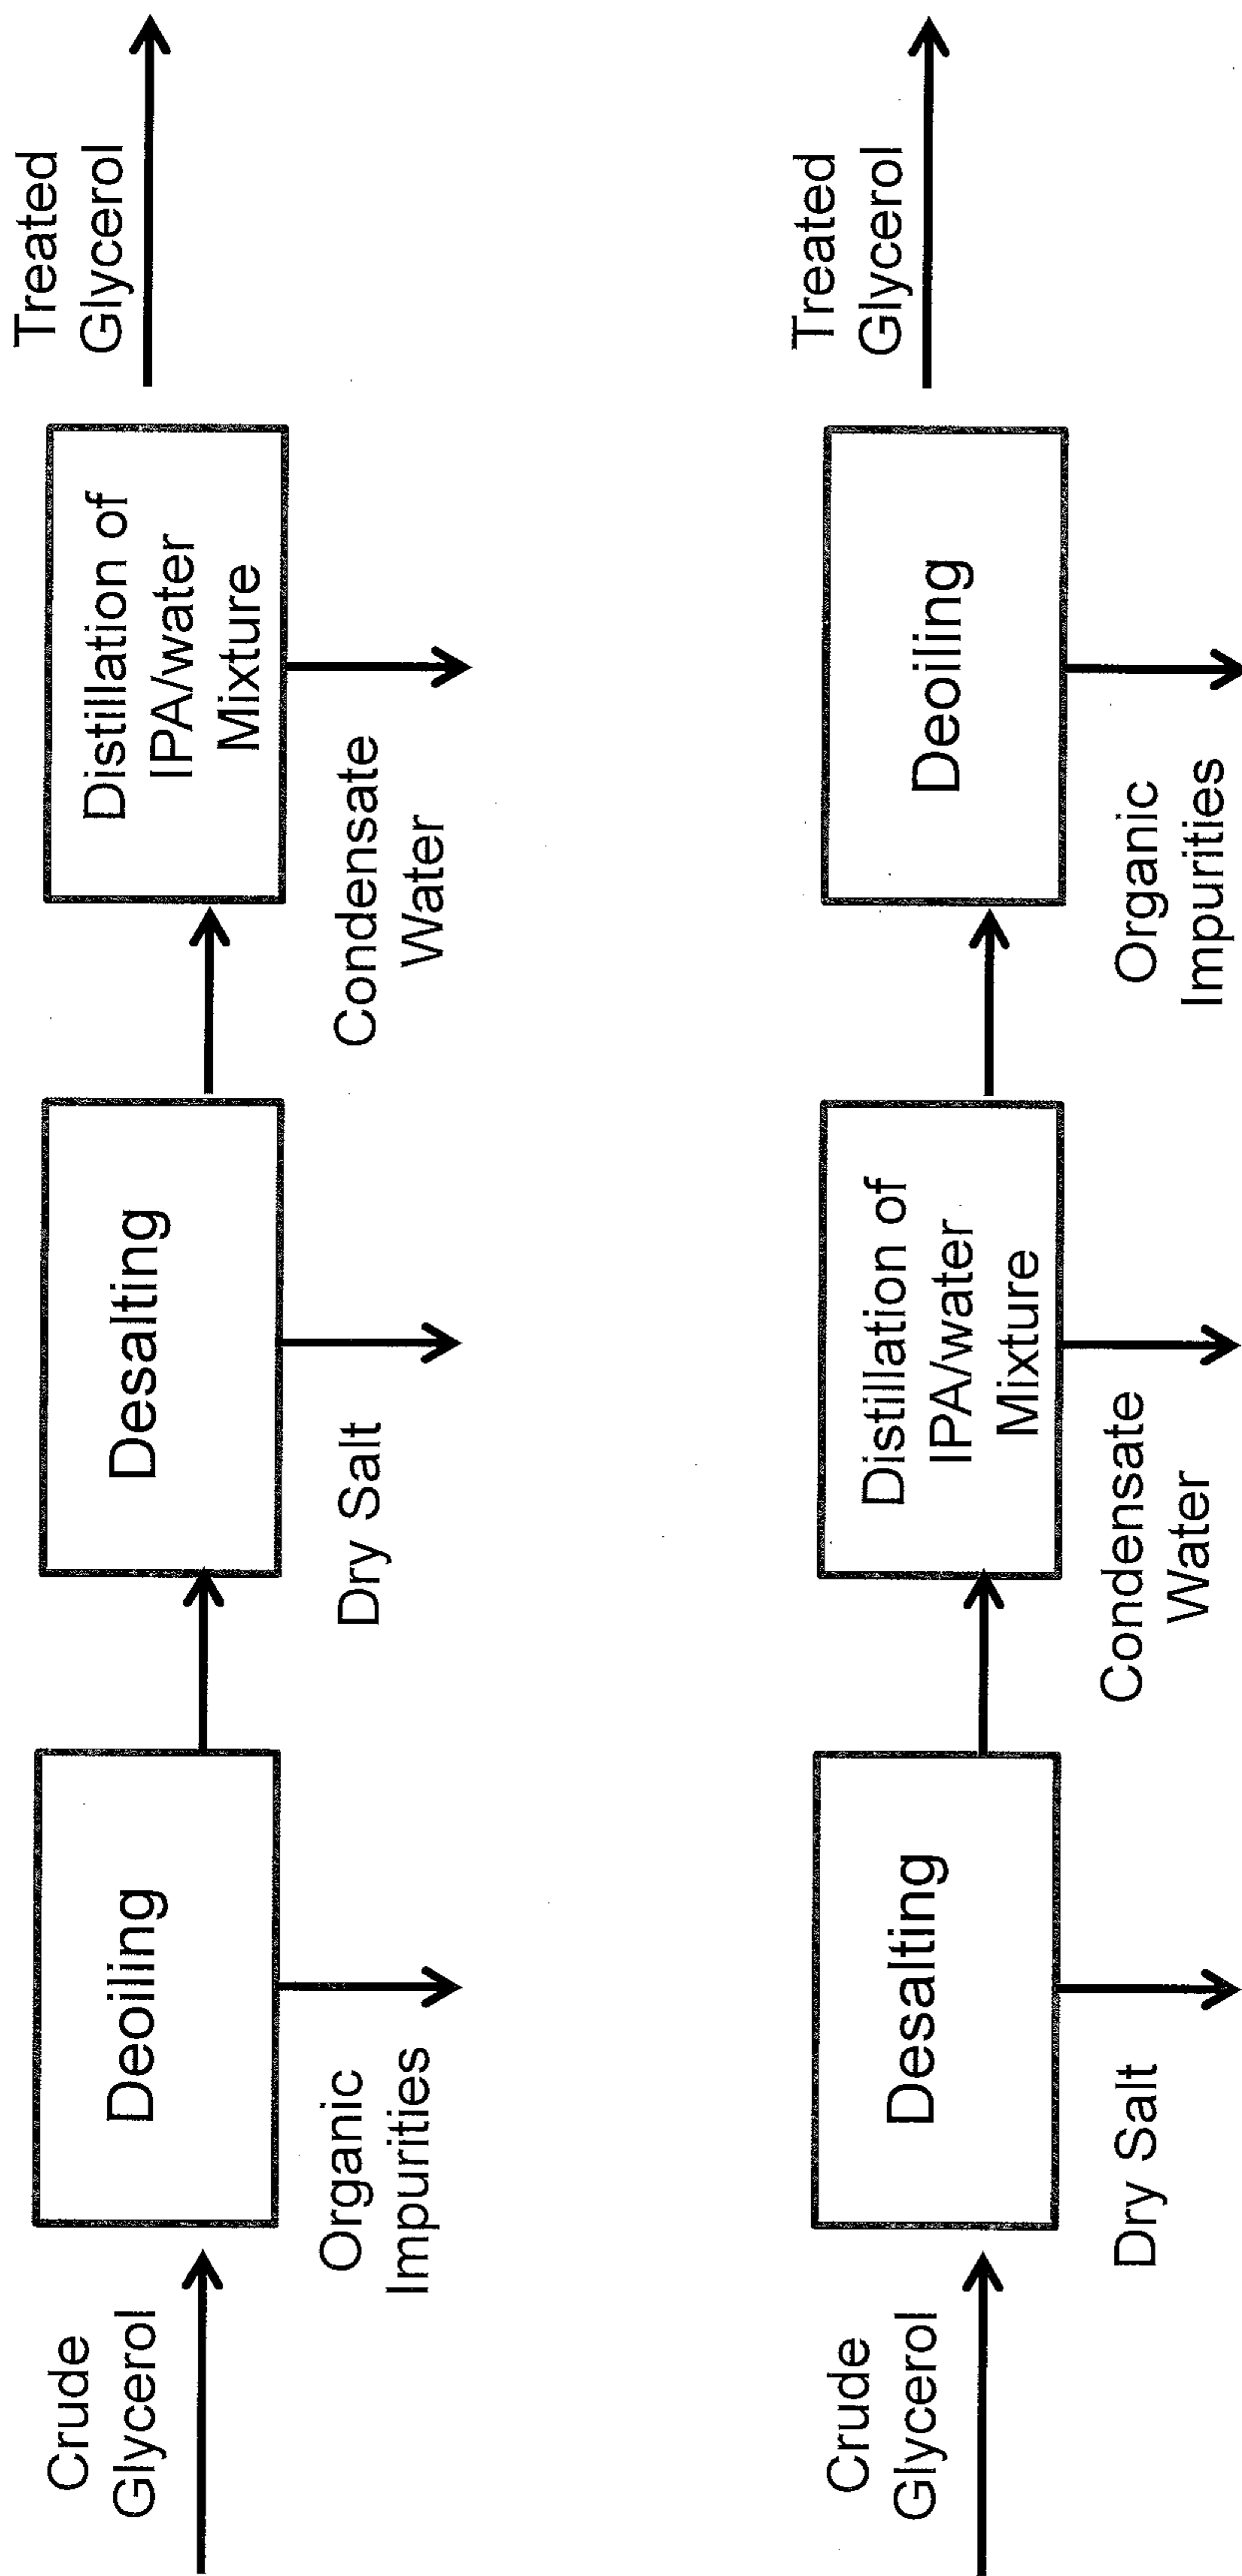 Crude
Glycerol
Deoiling
Organic
Impurities
Desalting
Dry Salt
Distillation of
IPA/water
Mixture
Condensate
Water
Treated
Glycerol
Crude
Glycerol
Desalting
Dry Salt
Distillation of
IPA/water
Mixture
Condensate
Water
Deoiling
Organic
Impurities
Treated
Glycerol